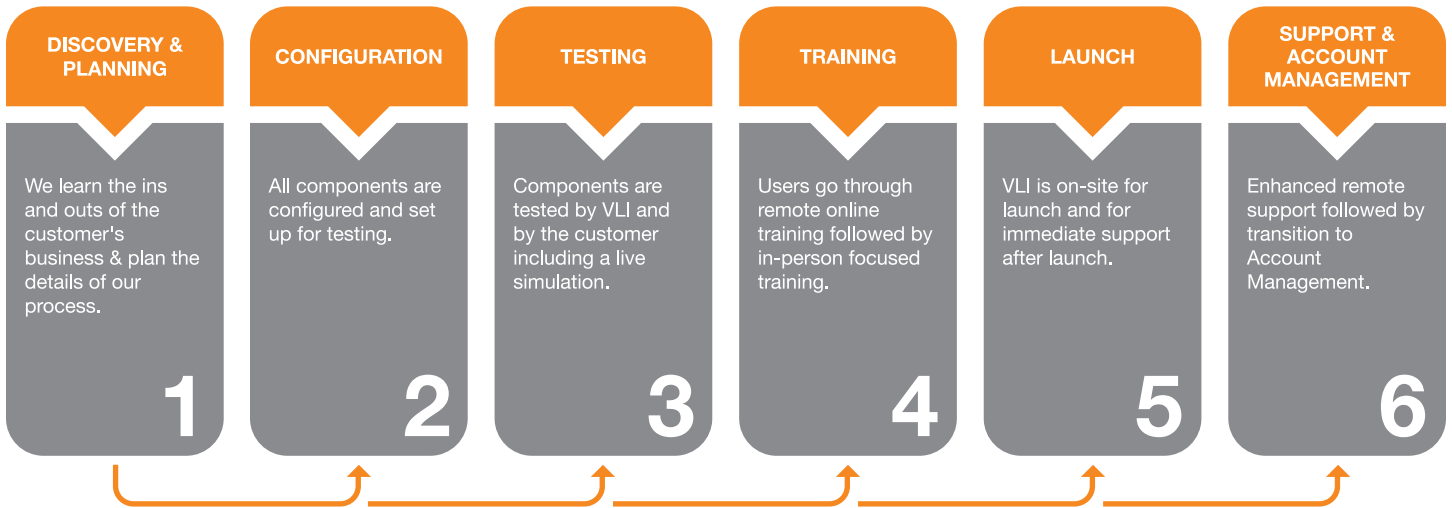 DISCOVERY &
PLANNING
We learn the ins
and outs of the
customer's
business & plan the
details of our
process.
1
CONFIGURATION
All components are
configured and set
up for testing.
2
TESTING
Components are
tested by VLI and
by the customer
including a live
simulation.
3
TRAINING
Users go through
remote online
training followed by
in-person focused
training.
4
LAUNCH
VLI is on-site for
launch and for
immediate support
after launch.
5
SUPPORT &
ACCOUNT
MANAGEMENT
Enhanced remote
support followed by
transition to
Account
Management.
6